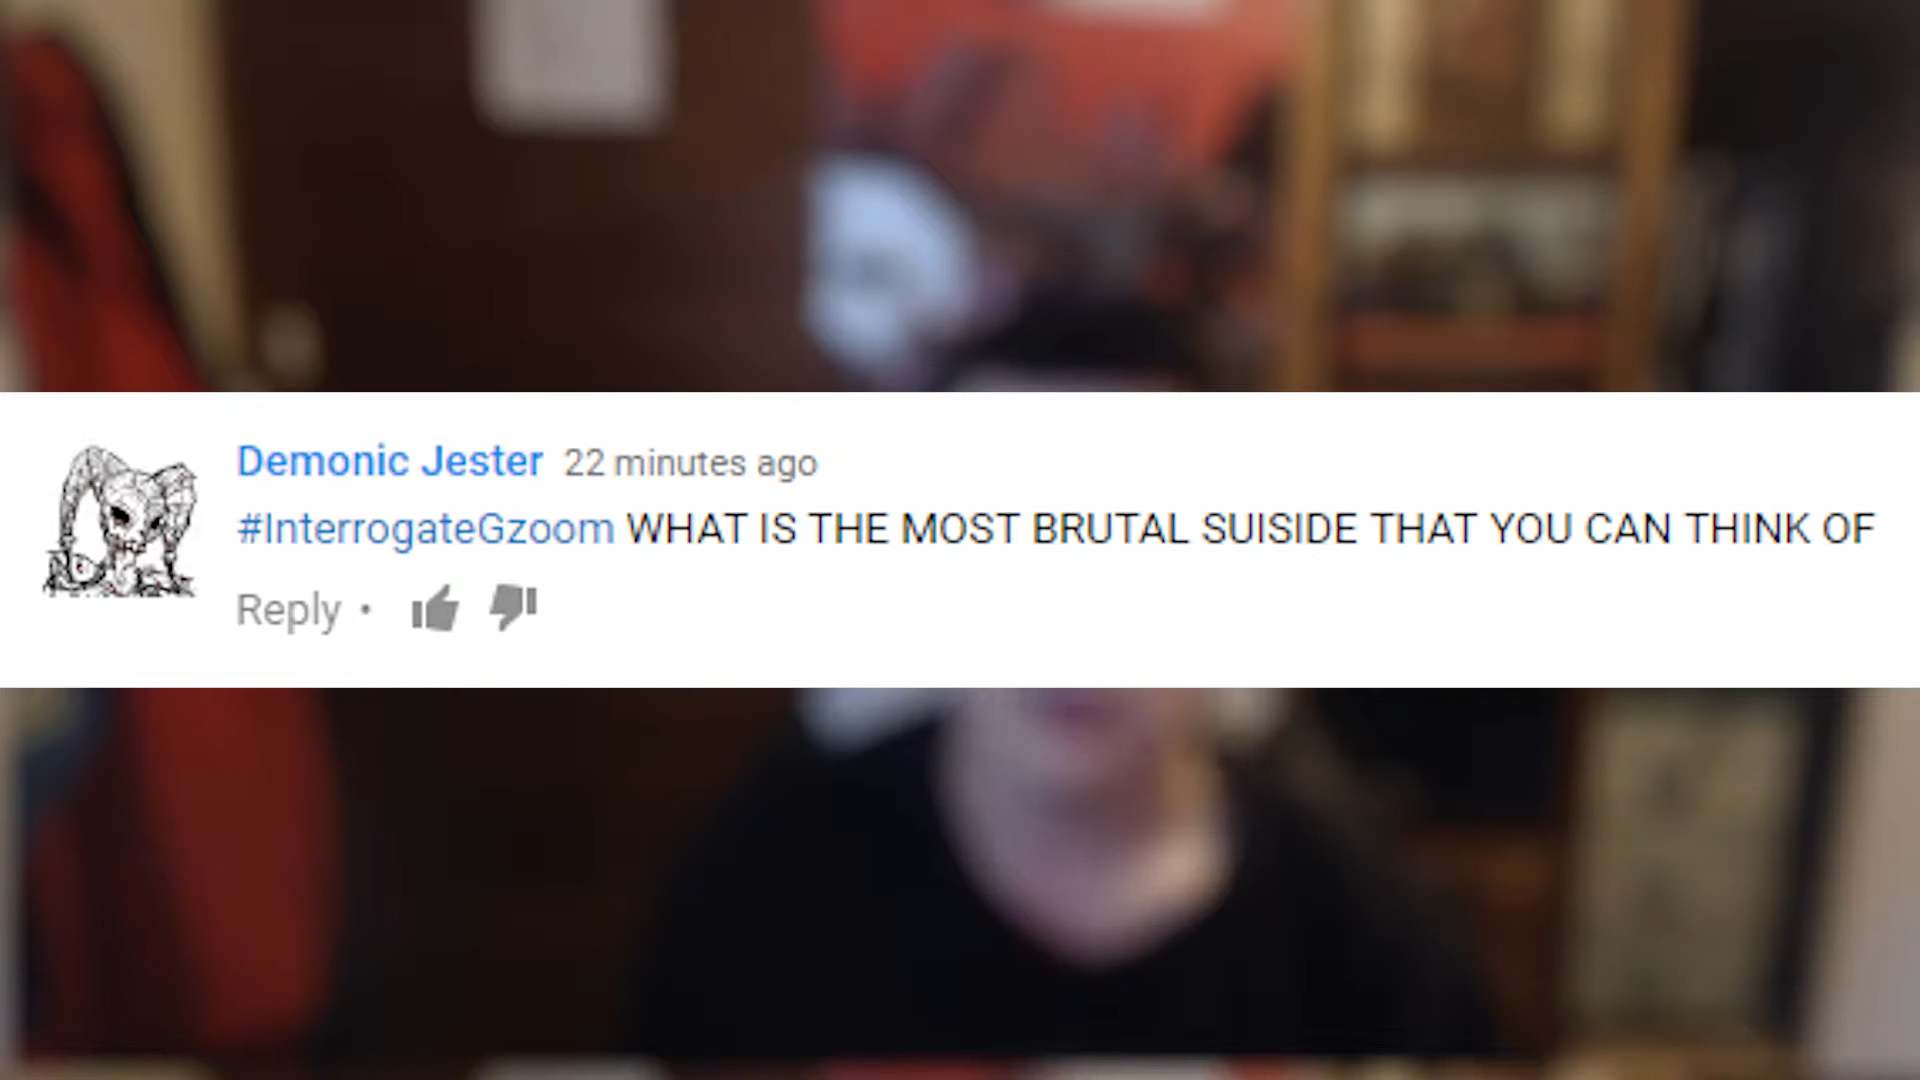 Demonic Jester 22 minutes ago
#InterrogateGzoom WHAT IS THE MOST BRUTAL SUISIDE THAT YOU CAN THINK OF
Reply •